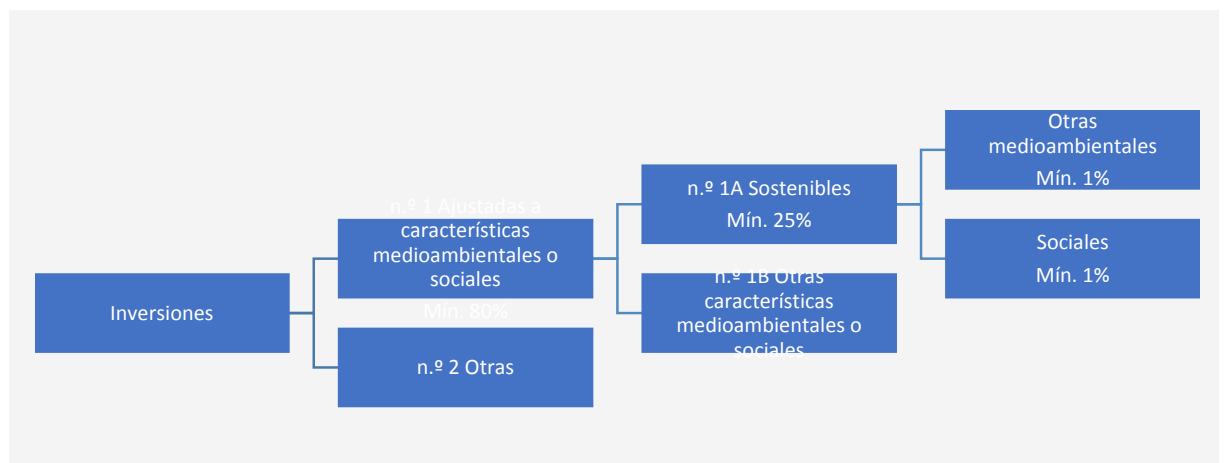 Inversiones
n.º 1 Ajustadas a
características
medioambientales o
sociales
Mín. 80%
n.º 2 Otras
n.º 1A Sostenibles
Mín. 25%
n.º 1B Otras
características
medioambientales o
sociales
Otras
medioambientales
Mín. 1%
Sociales
Mín. 1%